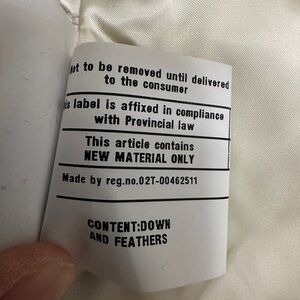 ot to be removed until delivered
to the consumer
is label is affixed in compliance
with Provincial law
This article contains
NEW MATERIAL ONLY
Made by reg.no.02T-00462511
CONTENT:DOWN
AND FEATHERS